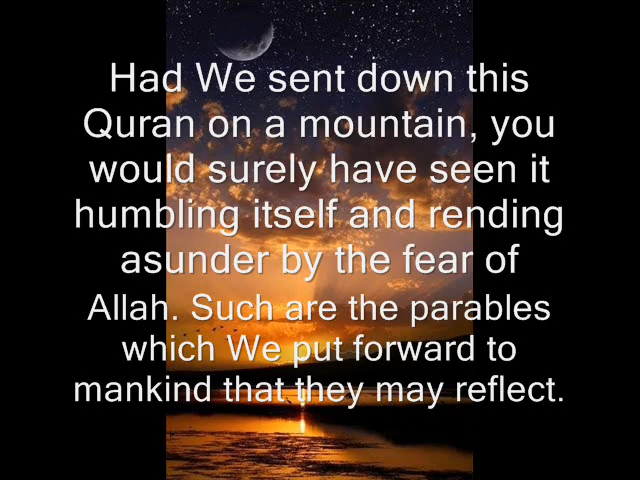 Had We sent down this
Quran on a mountain, you
would surely have seen it
humbling itself and rending
asunder by the fear of
Allah. Such are the parables
which We put forward to
mankind that they may reflect.